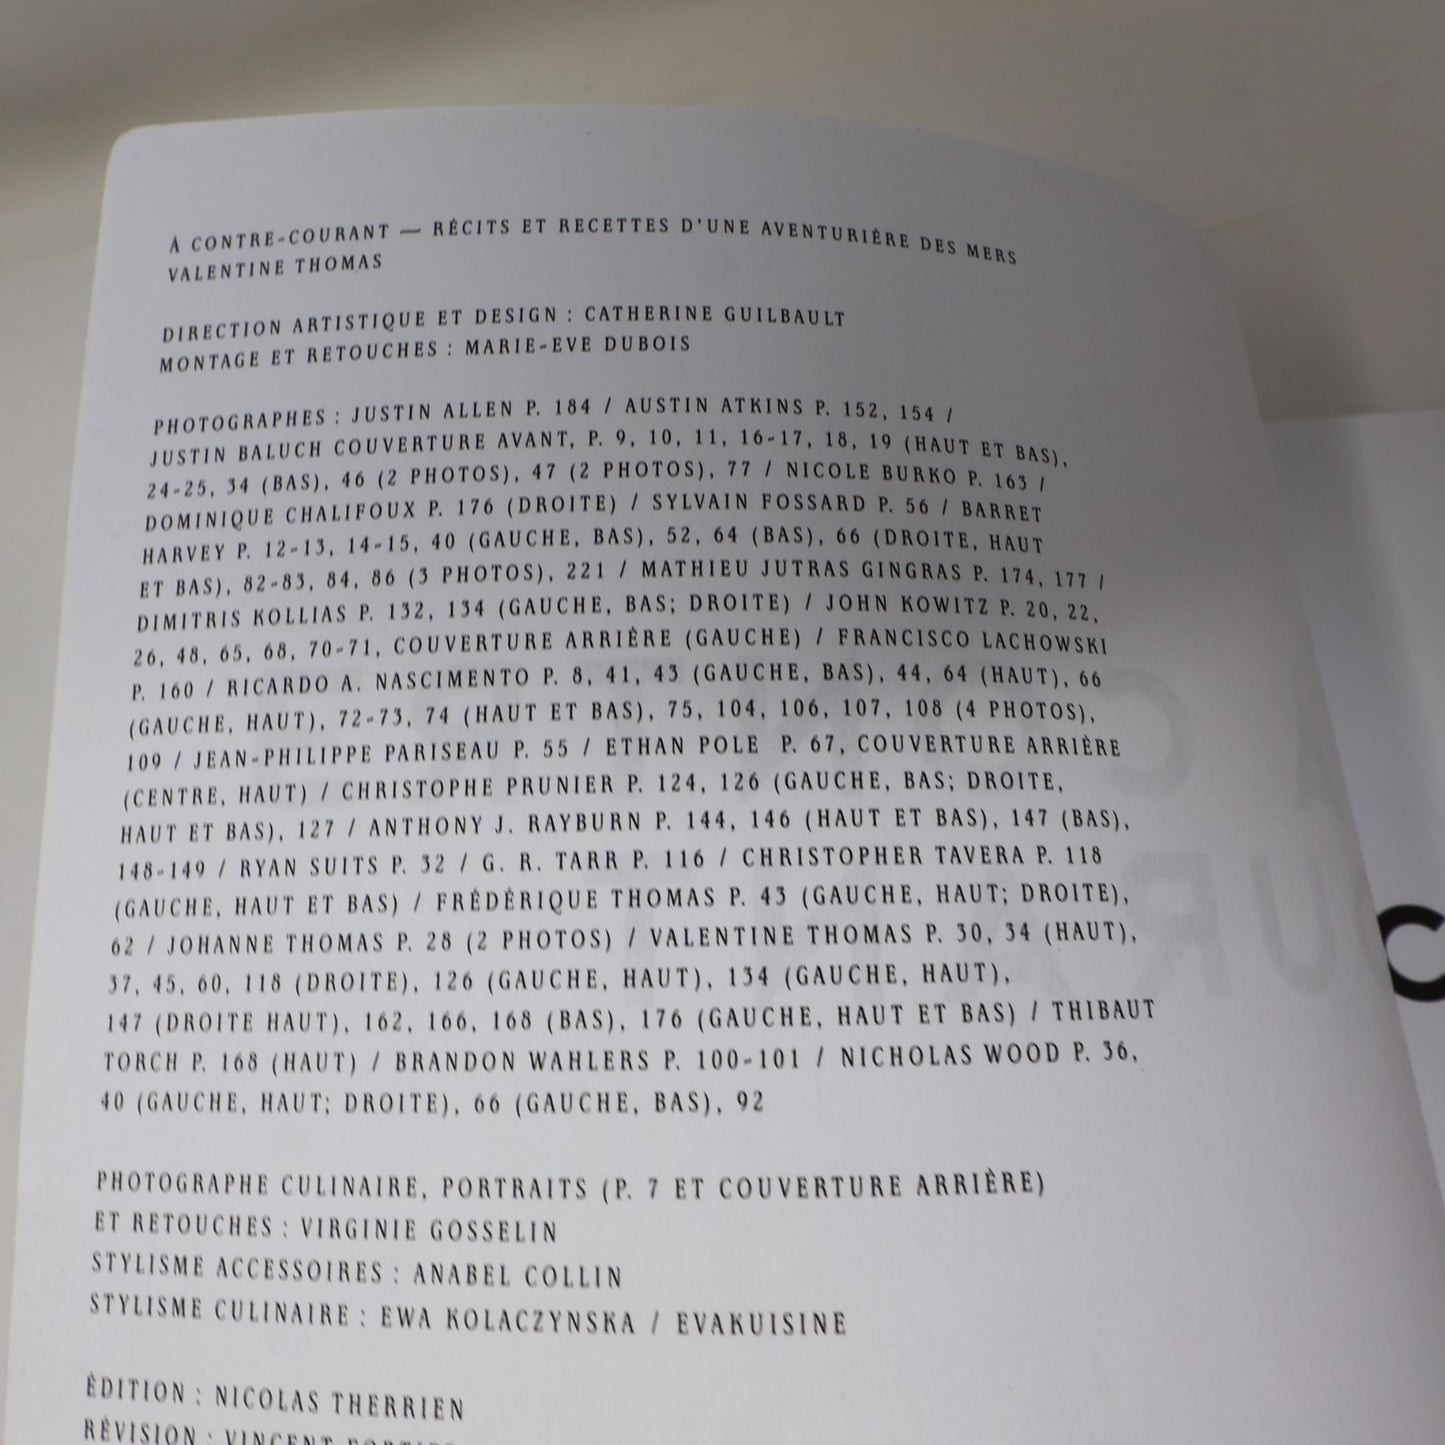 À CONTRE-COURANT — RÉCITS ET RECETTES D'UNE AVENTURIÈRE DES MERS
VALENTINE THOMAS
DIRECTION ARTISTIQUE ET DESIGN : CATHERINE GUILBAULT
MONTAGE ET RETOUCHES : MARIE-EVE DUBOIS
PHOTOGRAPHES : JUSTIN ALLEN P. 184 / AUSTIN ATKINS P. 152, 154 /
JUSTIN BALUCH COUVERTURE AVANT, P. 9, 10, 11, 16-17, 18, 19 (HAUT ET BAS),
24-25, 34 (BAS), 46 (2 PHOTOS), 47 (2 PHOTOS), 77 / NICOLE BURKO P. 163 /
DOMINIQUE CHALIFOUX P. 176 (DROITE) / SYLVAIN FOSSARD P. 56 / BARRET
HARVEY P. 12-13, 14-15, 40 (GAUCHE, BAS), 52, 64 (BAS), 66 (DROITE, HAUT
ET BAS), 82-83, 84, 86 (3 PHOTOS), 221 / MATHIEU JUTRAS GINGRAS P. 174, 177 /
DIMITRIS KOLLIAS P. 132, 134 (GAUCHE, BAS; DROITE) / JOHN KOWITZ P. 20, 22,
26, 48, 65, 68, 70-71, COUVERTURE ARRIÈRE (GAUCHE) / FRANCISCO LACHOWSKI
P. 160 / RICARDO A. NASCIMENTO P. 8, 41, 43 (GAUCHE, BAS), 44, 64 (HAUT), 66
(GAUCHE, HAUT), 72-73, 74 (HAUT ET BAS), 75, 104, 106, 107, 108 (4 PHOTOS),
109 / JEAN-PHILIPPE PARISEAU P. 55 / ETHAN POLE P. 67, COUVERTURE ARRIÈRE
(CENTRE, HAUT) / CHRISTOPHE PRUNIER P. 124, 126 (GAUCHE, BAS; DROITE,
HAUT ET BAS), 127 / ANTHONY J. RAYBURN P. 144, 146 (HAUT ET BAS), 147 (BAS),
148-149 / RYAN SUITS P. 32 / G. R. TARR P. 116 / CHRISTOPHER TAVERA P. 118
(GAUCHE, HAUT ET BAS) / FRÉDÉRIQUE THOMAS P. 43 (GAUCHE, HAUT; DROITE),
62 / JOHANNE THOMAS P. 28 (2 PHOTOS) / VALENTINE THOMAS P. 30, 34 (HAUT),
37, 45, 60, 118 (DROITE), 126 (GAUCHE, HAUT), 134 (GAUCHE, HAUT),
147 (DROITE HAUT), 162, 166, 168 (BAS), 176 (GAUCHE, HAUT ET BAS) / THIBAUT
TORCH P. 168 (HAUT) / BRANDON WAHLERS P. 100-101 / NICHOLAS WOOD P. 36,
40 (GAUCHE, HAUT; DROITE), 66 (GAUCHE, BAS), 92
PHOTOGRAPHE CULINAIRE, PORTRAITS (P. 7 ET COUVERTURE ARRIÈRE)
ET RETOUCHES : VIRGINIE GOSSELIN
STYLISME ACCESSOIRES : ANABEL COLLIN
STYLISME CULINAIRE : EWA KOLACZYNSKA / EVAKUISINE
ÉDITION : NICOLAS THERRIEN
RÉVISION : VINCENT
C